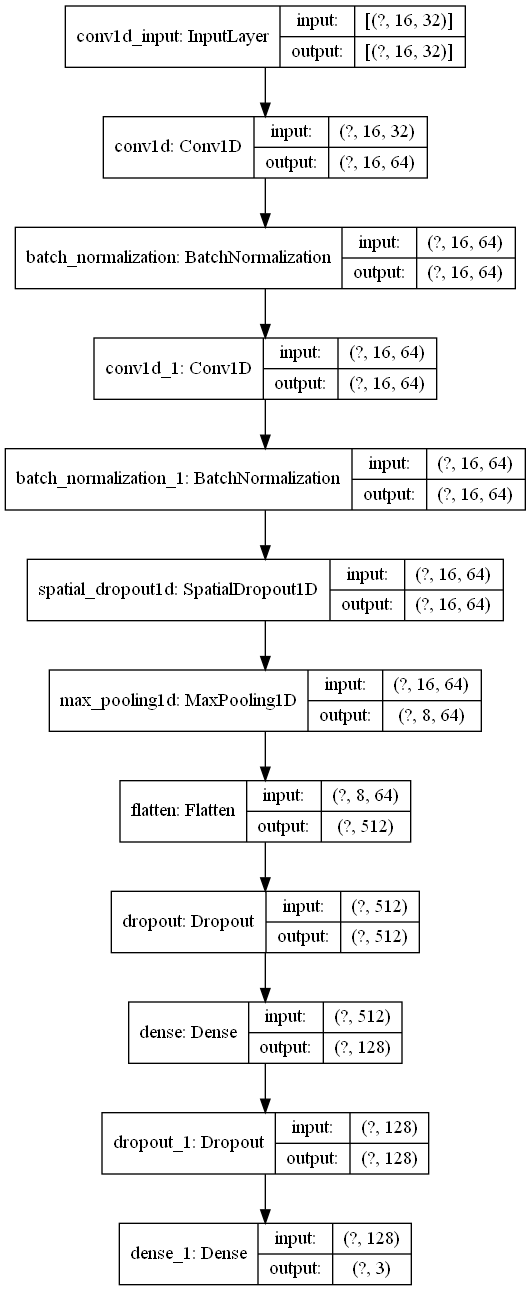 conv1d_input: InputLayer
input: [(?, 16, 32)]
output: [(?, 16, 32)]
conv1d: Conv1D
input: (?, 16, 32)
output: (?, 16, 64)
batch_normalization: BatchNormalization
input: (?, 16, 64)
output: (?, 16, 64)
conv1d_1: Conv1D
input: (?, 16, 64)
output: (?, 16, 64)
batch_normalization_1: BatchNormalization
input: (?, 16, 64)
output: (?, 16, 64)
spatial_dropout1d: SpatialDropout1D
input: (?, 16, 64)
output: (?, 16, 64)
max_pooling1d: MaxPooling1D
input: (?, 16, 64)
output: (?, 8, 64)
flatten: Flatten
input: (?, 8, 64)
output: (?, 512)
dropout: Dropout
input: (?, 512)
output: (?, 512)
dense: Dense
input: (?, 512)
output: (?, 128)
dropout_1: Dropout
input: (?, 128)
output: (?, 128)
dense_1: Dense
input: (?, 128)
output: (?, 3)